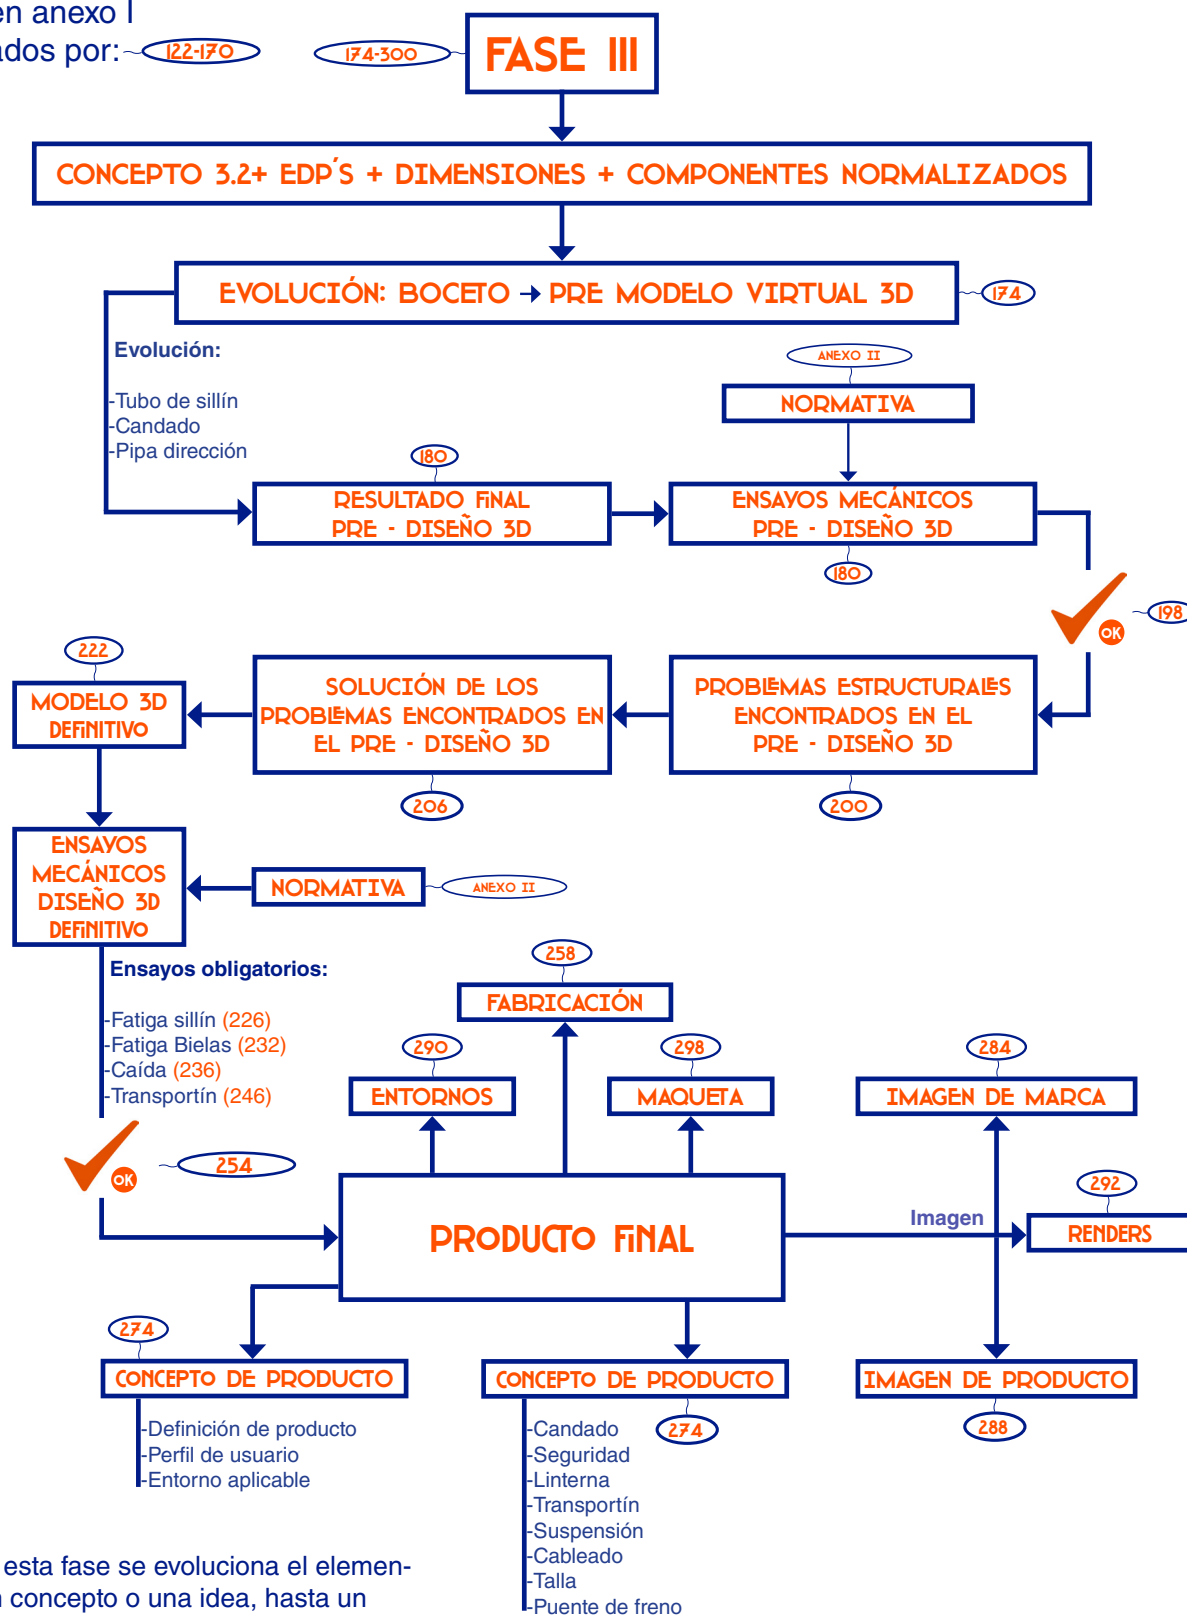 en anexo I
ados por:
122-170
174-300
FASE III
CONCEPTO 3.2+ EDP´S + DIMENSIONES + COMPONENTES NORMALIZADOS
EVOLUCIÓN: BOCETO → PRE MODELO VIRTUAL 3D
174
Evolución:
-Tubo de sillín
-Candado
-Pipa dirección
ANEXO II
NORMATIVA
180
RESULTADO FINAL
PRE - DISEÑO 3D
ENSAYOS MECÁNICOS
PRE - DISEÑO 3D
180
OK
198
222
MODELO 3D
DEFINITIVO
SOLUCIÓN DE LOS
PROBLEMAS ENCONTRADOS EN
EL PRE - DISEÑO 3D
206
PROBLEMAS ESTRUCTURALES
ENCONTRADOS EN EL
PRE - DISEÑO 3D
200
ENSAYOS
MECÁNICOS
DISEÑO 3D
DEFINITIVO
NORMATIVA
ANEXO II
Ensayos obligatorios:
-Fatiga sillín (226)
-Fatiga Bielas (232)
-Caída (236)
-Transportín (246)
OK
254
258
FABRICACIÓN
290
ENTORNOS
298
MAQUETA
284
IMAGEN DE MARCA
PRODUCTO FINAL
Imagen
292
RENDERS
274
CONCEPTO DE PRODUCTO
-Definición de producto
-Perfil de usuario
-Entorno aplicable
CONCEPTO DE PRODUCTO
274
-Candado
-Seguridad
-Linterna
-Transportín
-Suspensión
-Cableado
-Talla
-Puente de freno
IMAGEN DE PRODUCTO
288
esta fase se evoluciona el elemen-
concepto o una idea, hasta un